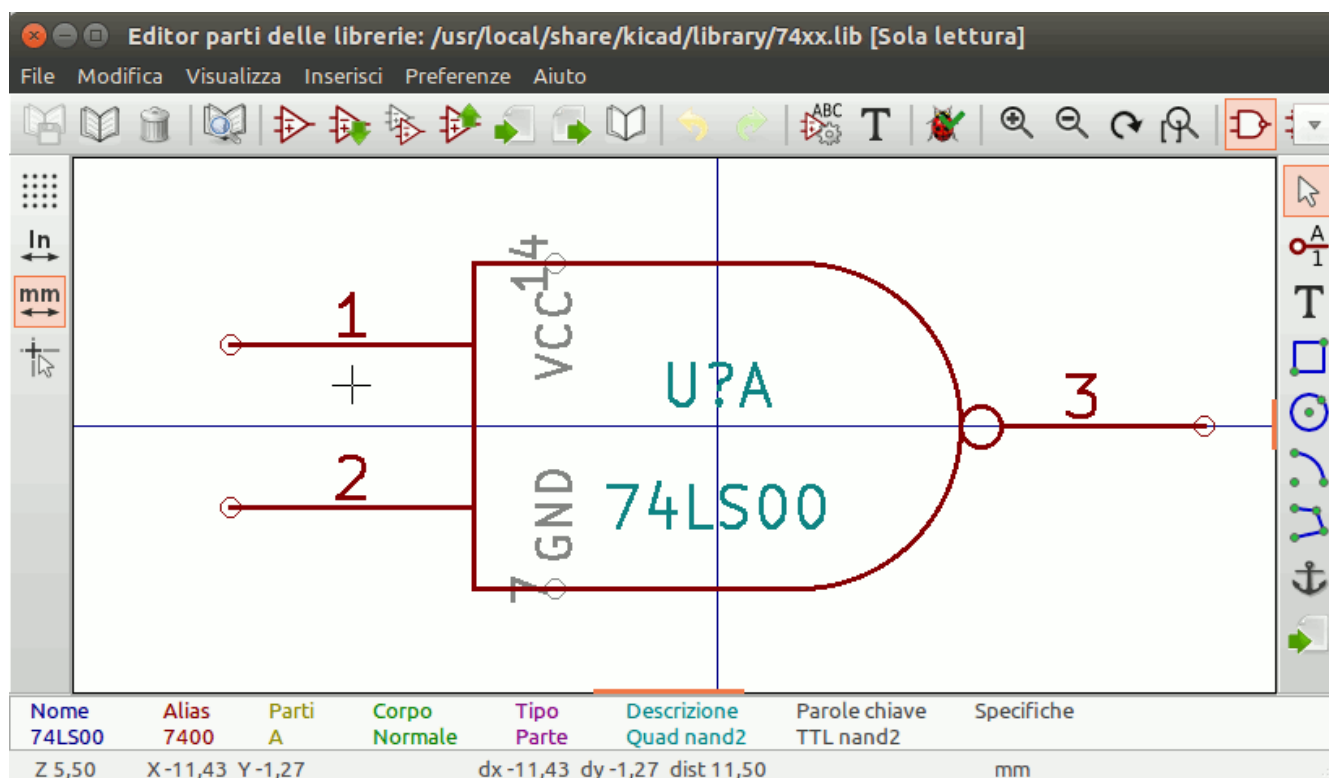 Editor parti delle librerie: /usr/local/share/kicad/library/74xx.lib [Sola lettura]
File Modifica Visualizza Inserisci Preferenze Aiuto
ABC
T
In
mm
A
1
T
14
VCC
1
U?A
3
2
GND
74LS00
7
Nome Alias Parti Corpo Tipo Descrizione Parole chiave Specifiche
74LS00 7400 A Normale Parte Quad nand2 TTL nand2
Z 5,50 X -11,43 Y -1,27 dx -11,43 dy -1,27 dist 11,50 mm